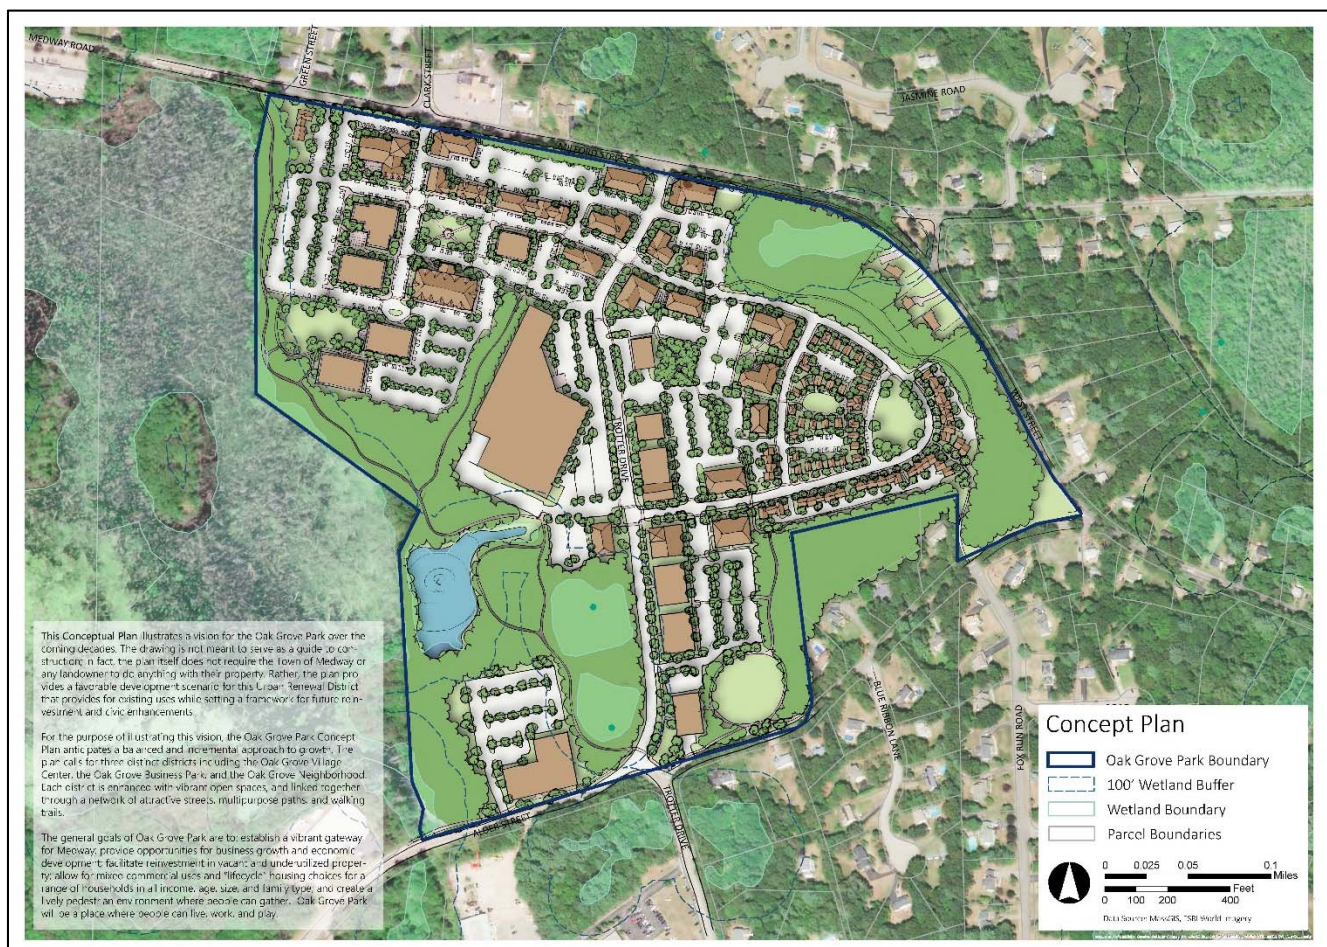 MEDWAY ROAD
GREEN STREET
CLARK STREET
JASMINE ROAD
MILFORD STREET
WEST STREET
TROTTER DRIVE
BLUE RIBBON LANE
FOX RUN ROAD
ALDER STREET
TROTTER DRIVE
This Conceptual Plan illustrates a vision for the Oak Grove Park over the
coming decades. The drawing is not meant to serve as a guide to con-
struction; in fact, the plan itself does not require the Town of Medway or
any landowner to do anything with their property. Rather, the plan pro-
vides a favorable development scenario for this Urban Renewal District
that provides for existing uses while setting a framework for future rein-
vestment and civic enhancements.
For the purpose of illustrating this vision, the Oak Grove Park Concept
Plan anticipates a balanced and incremental approach to growth. The
plan calls for three distinct districts including the Oak Grove Village
Center, the Oak Grove Business Park, and the Oak Grove Neighborhood.
Each district is enhanced with vibrant open spaces, and linked together
through a network of attractive streets, multipurpose paths, and walking
trails.
The general goals of Oak Grove Park are to: establish a vibrant gateway
for Medway; provide opportunities for business growth and economic
development; facilitate reinvestment in vacant and underutilized proper-
ty; allow for mixed commercial uses and "lifecycle" housing choices for a
range of households in all income, age, size, and family type; and create a
lively pedestrian environment where people can gather. Oak Grove Park
will be a place where people can live, work, and play.
Concept Plan
Oak Grove Park Boundary
100' Wetland Buffer
Wetland Boundary
Parcel Boundaries
0 0.025 0.05 0.1
Miles
0 100 200 400
Feet
Data Source: MassGIS, ESRI World Imagery